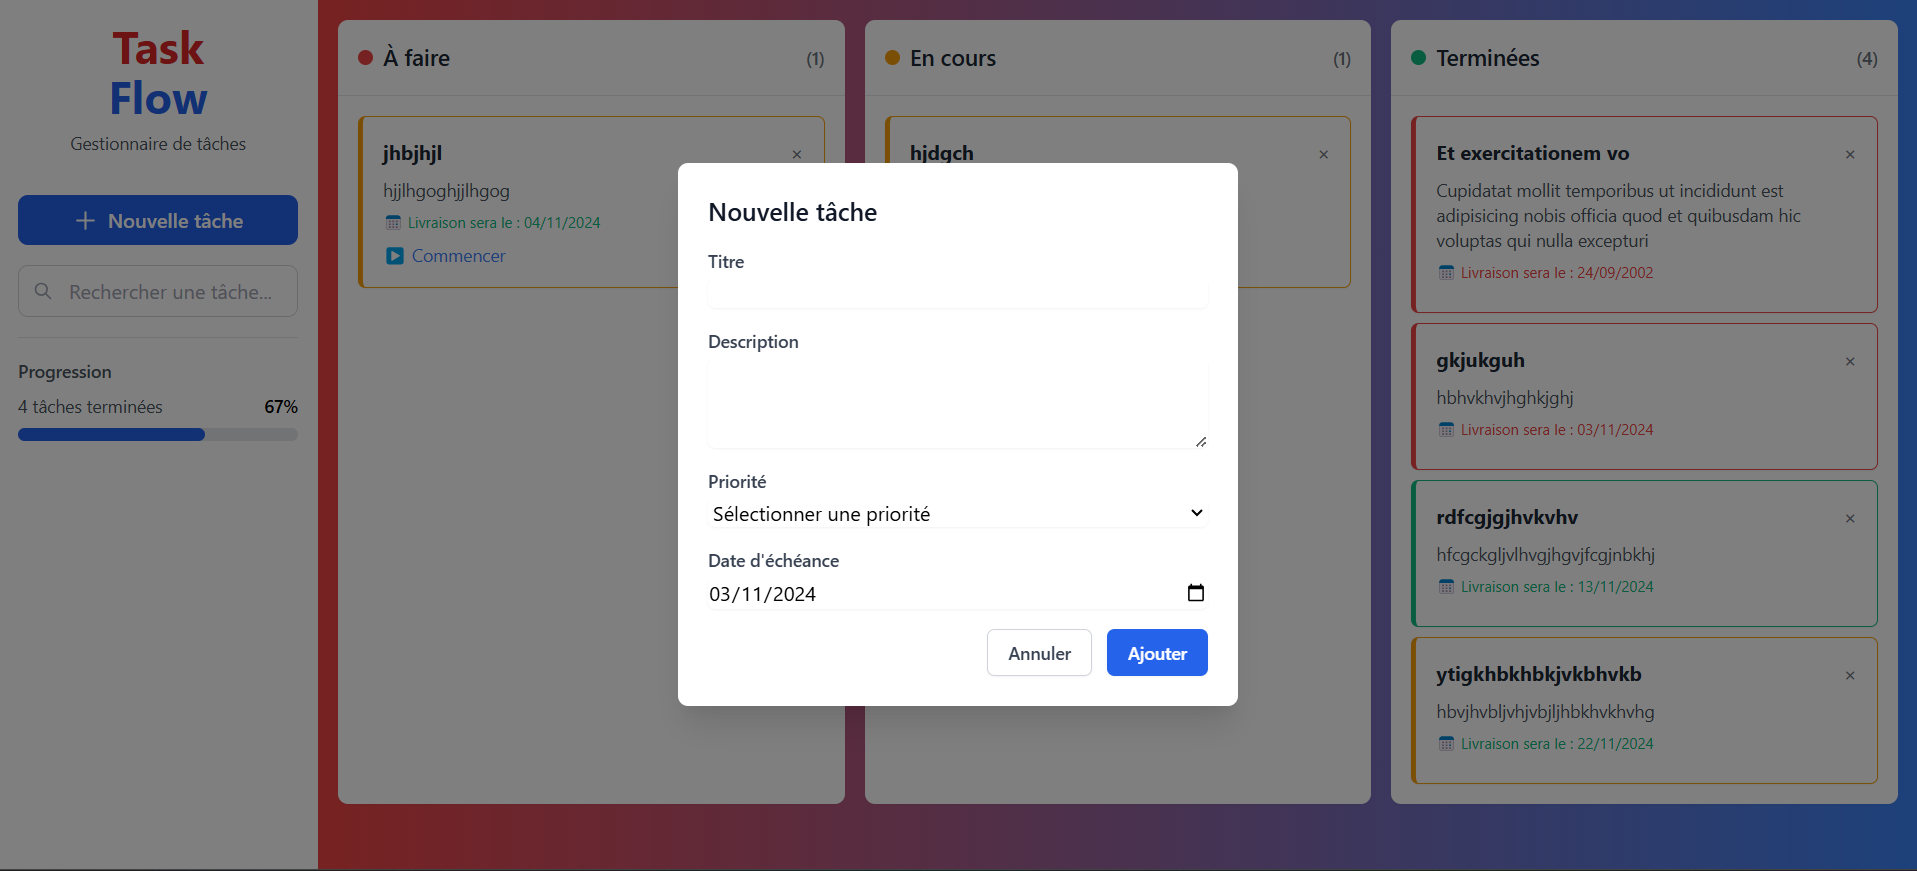 Task
Flow
Gestionnaire de tâches
Nouvelle tâche
Rechercher une tâche...
Progression
4 tâches terminées 67%
À faire (1)
jhbjhjl ×
hjjlhgoghjjlhgog
Livraison sera le : 04/11/2024
Commencer
En cours (1)
hjdgch ×
Terminées (4)
Et exercitationem vo ×
Cupidatat mollit temporibus ut incididunt est
adipisicing nobis officia quod et quibusdam hic
voluptas qui nulla excepturi
Livraison sera le : 24/09/2002
gkjukguh ×
hbhvkhvjhghkjghj
Livraison sera le : 03/11/2024
rdfcgjgjhvkvhv ×
hfcgckgljvlhvgjhgvjfcgjnbkhj
Livraison sera le : 13/11/2024
ytigkhbkhbkjvkbhvkb ×
hbvjhvbljvhjvbjljhbkhvkhvhg
Livraison sera le : 22/11/2024
Nouvelle tâche
Titre
Description
Priorité
Sélectionner une priorité
Date d'échéance
03/11/2024
Annuler Ajouter